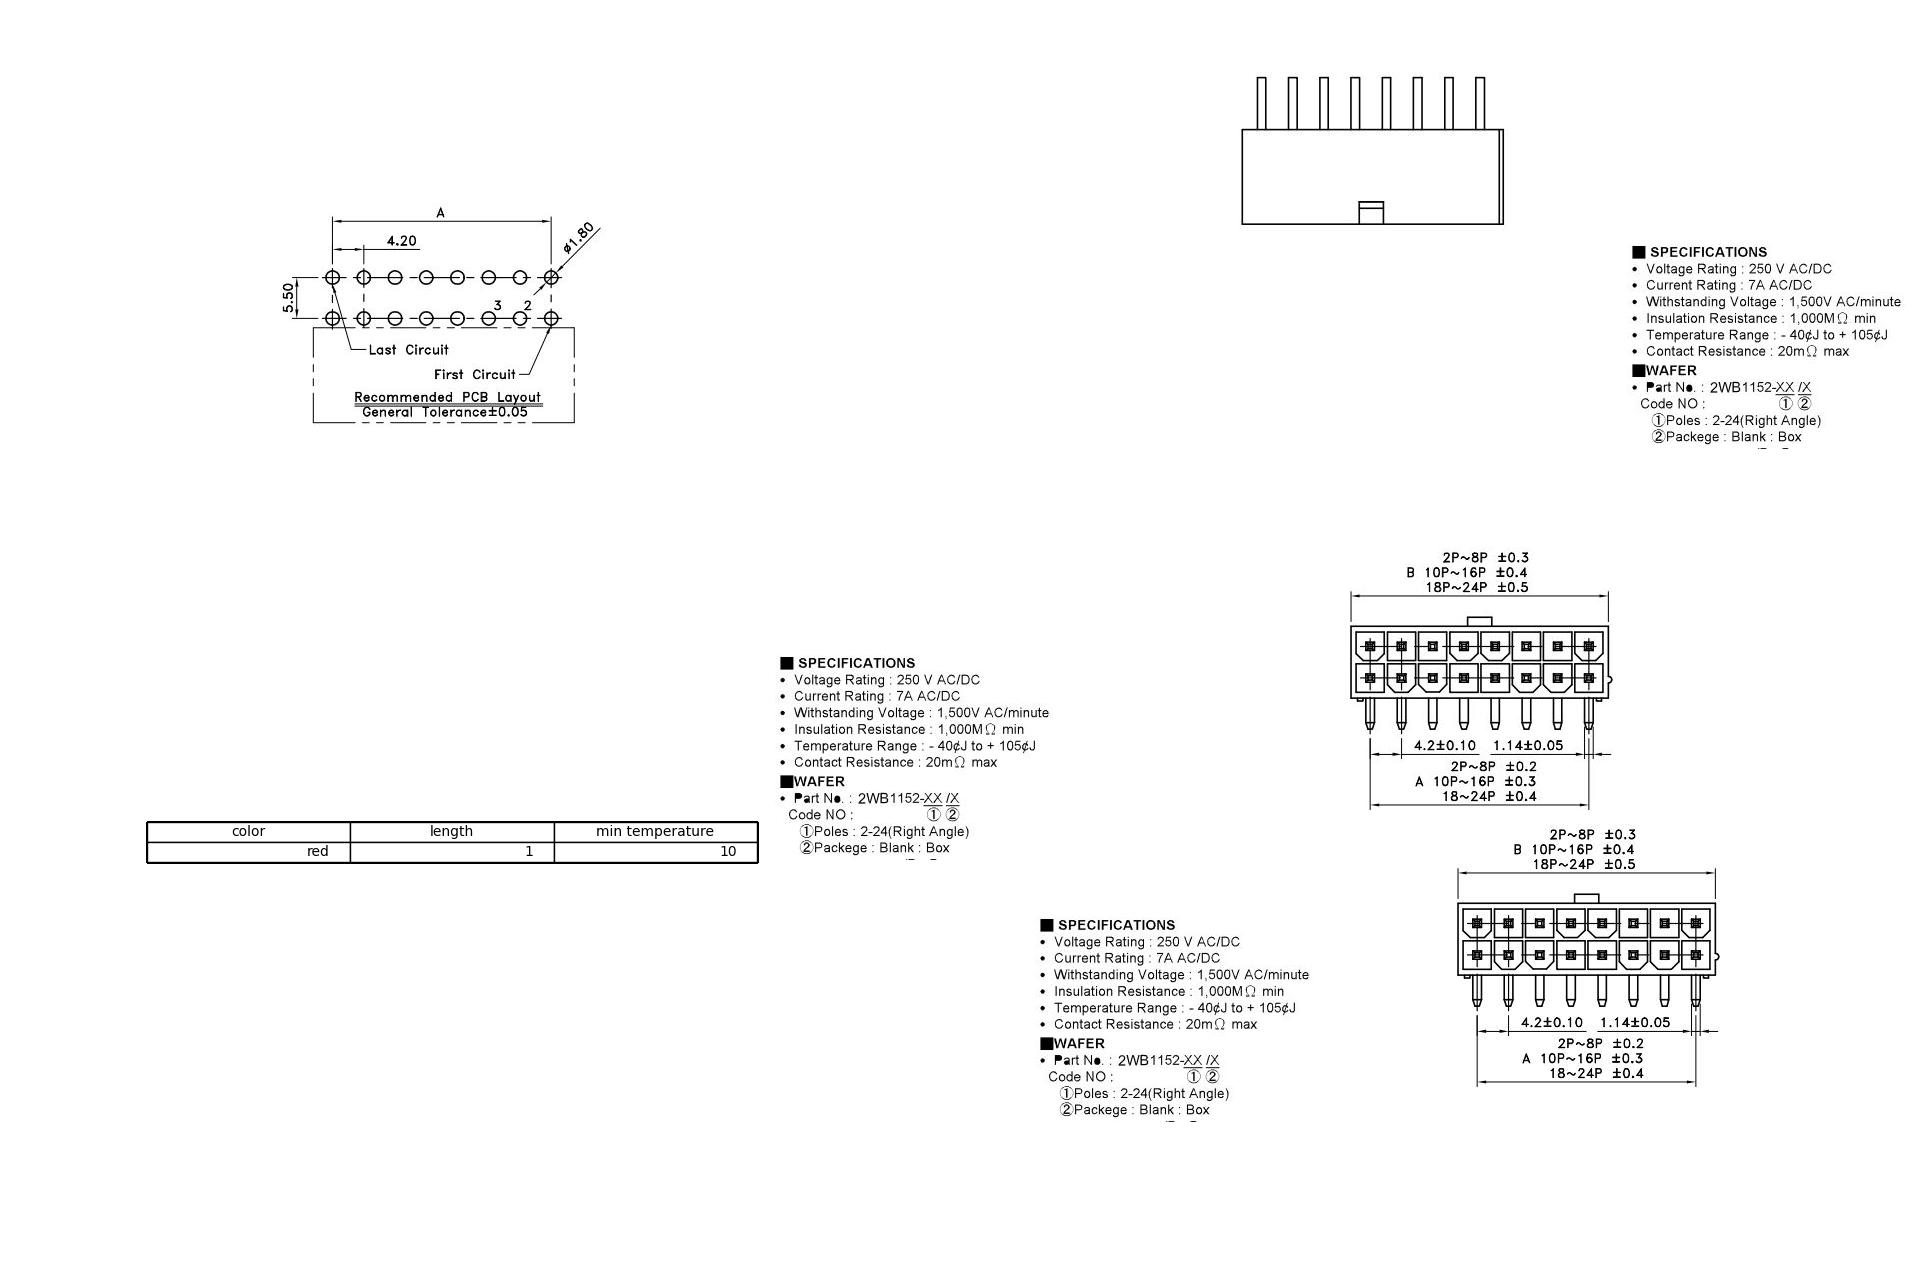 A
4.20
ø1.80
5.50
3 2
Last Circuit
First Circuit
Recommended PCB Layout
General Tolerance±0.05
■ SPECIFICATIONS
• Voltage Rating : 250 V AC/DC
• Current Rating : 7A AC/DC
• Withstanding Voltage : 1,500V AC/minute
• Insulation Resistance : 1,000MΩ min
• Temperature Range : - 40¢J to + 105¢J
• Contact Resistance : 20mΩ max
■WAFER
• Part No. : 2WB1152-XX /X
Code NO : ① ②
①Poles : 2-24(Right Angle)
②Packege : Blank : Box
2P~8P ±0.3
B 10P~16P ±0.4
18P~24P ±0.5
4.2±0.10 1.14±0.05
2P~8P ±0.2
A 10P~16P ±0.3
18~24P ±0.4
■ SPECIFICATIONS
• Voltage Rating : 250 V AC/DC
• Current Rating : 7A AC/DC
• Withstanding Voltage : 1,500V AC/minute
• Insulation Resistance : 1,000MΩ min
• Temperature Range : - 40¢J to + 105¢J
• Contact Resistance : 20mΩ max
■WAFER
• Part No. : 2WB1152-XX /X
Code NO : ① ②
①Poles : 2-24(Right Angle)
②Packege : Blank : Box
color length min temperature
red 1 10
2P~8P ±0.3
B 10P~16P ±0.4
18P~24P ±0.5
4.2±0.10 1.14±0.05
2P~8P ±0.2
A 10P~16P ±0.3
18~24P ±0.4
■ SPECIFICATIONS
• Voltage Rating : 250 V AC/DC
• Current Rating : 7A AC/DC
• Withstanding Voltage : 1,500V AC/minute
• Insulation Resistance : 1,000MΩ min
• Temperature Range : - 40¢J to + 105¢J
• Contact Resistance : 20mΩ max
■WAFER
• Part No. : 2WB1152-XX /X
Code NO : ① ②
①Poles : 2-24(Right Angle)
②Packege : Blank : Box